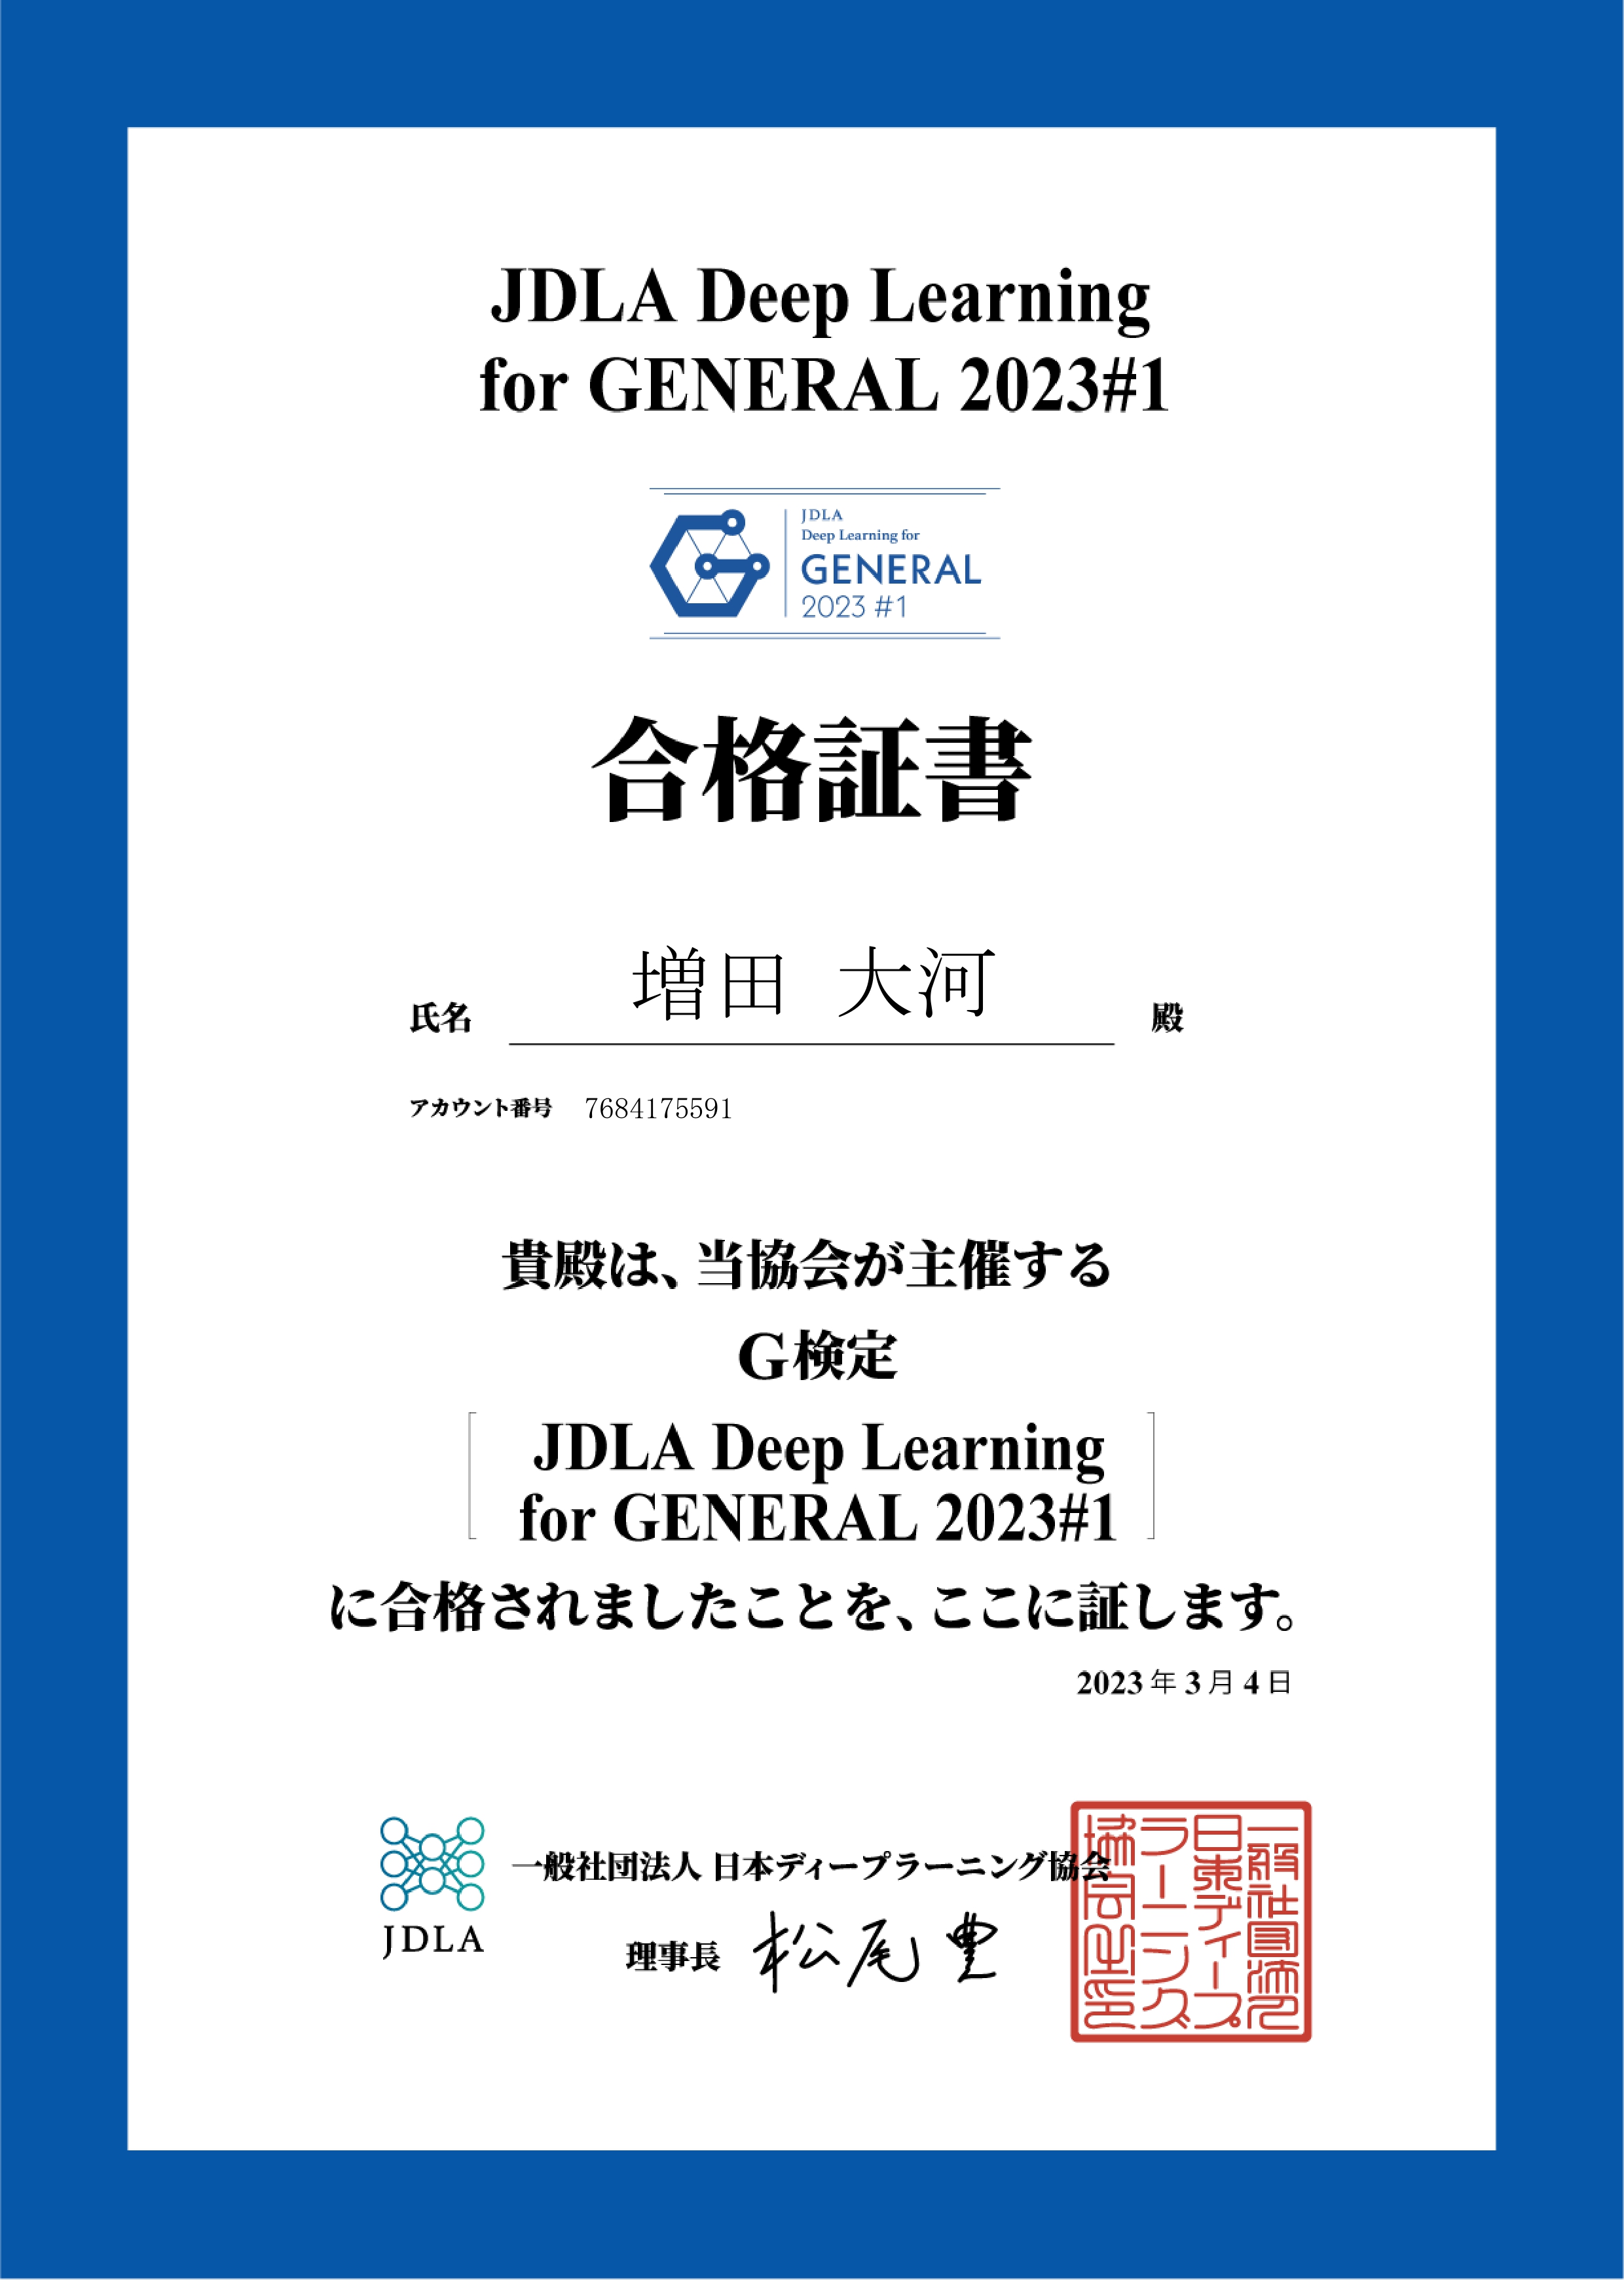 JDLA Deep Learning
for GENERAL 2023#1
JDLA
Deep Learning for
GENERAL
2023 #1
合格証書
氏名 増田 大河 殿
アカウント番号 7684175591
貴殿は、当協会が主催する
G検定
JDLA Deep Learning
for GENERAL 2023#1
に合格されましたことを、ここに証します。
2023年3月4日
JDLA
一般社団法人 日本ディープラーニング協会
理事長 松尾豊
一般社団法人
日本ディープ
ラーニング
協会之印